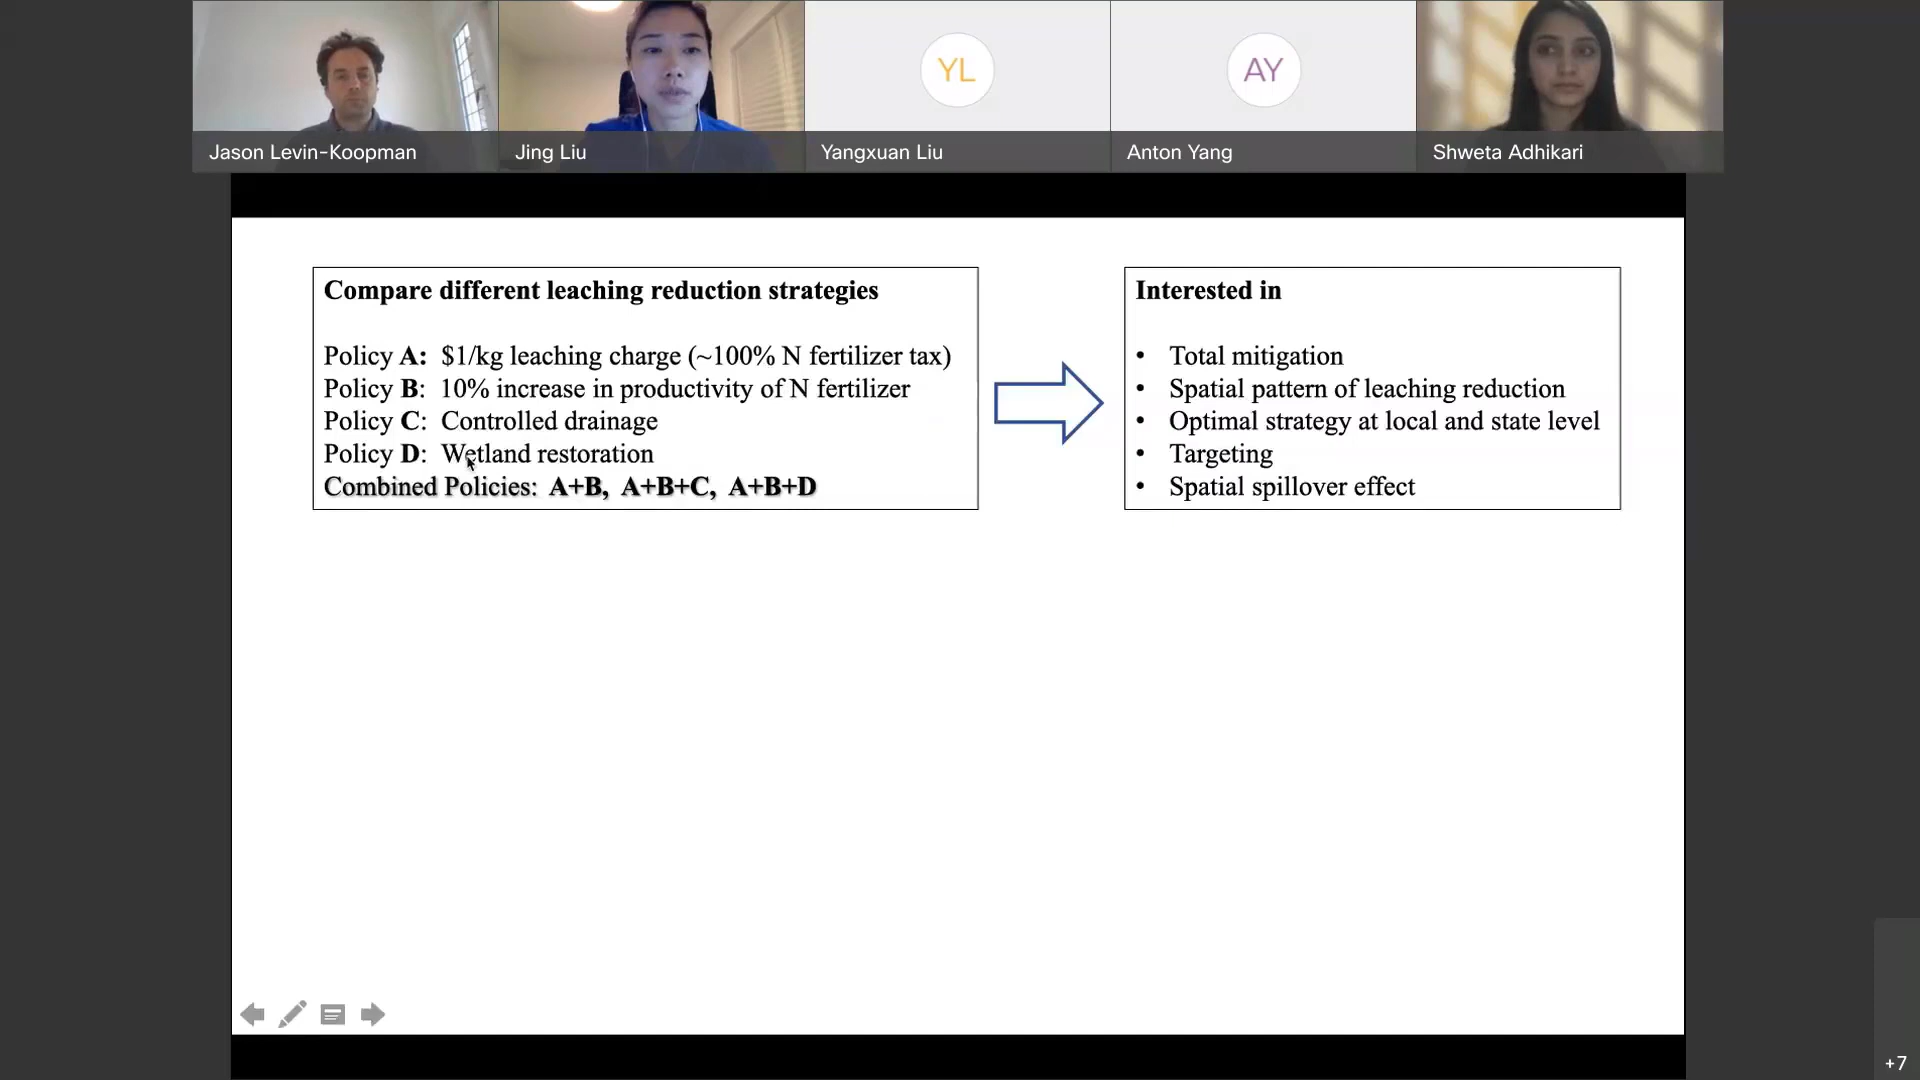 YL
AY
Jason Levin-Koopman
Jing Liu
Yangxuan Liu
Anton Yang
Shweta Adhikari
Compare different leaching reduction strategies
Policy A: $1/kg leaching charge (~100% N fertilizer tax)
Policy B: 10% increase in productivity of N fertilizer
Policy C: Controlled drainage
Policy D: Wetland restoration
Combined Policies: A+B, A+B+C, A+B+D
Interested in
• Total mitigation
• Spatial pattern of leaching reduction
• Optimal strategy at local and state level
• Targeting
• Spatial spillover effect
+7